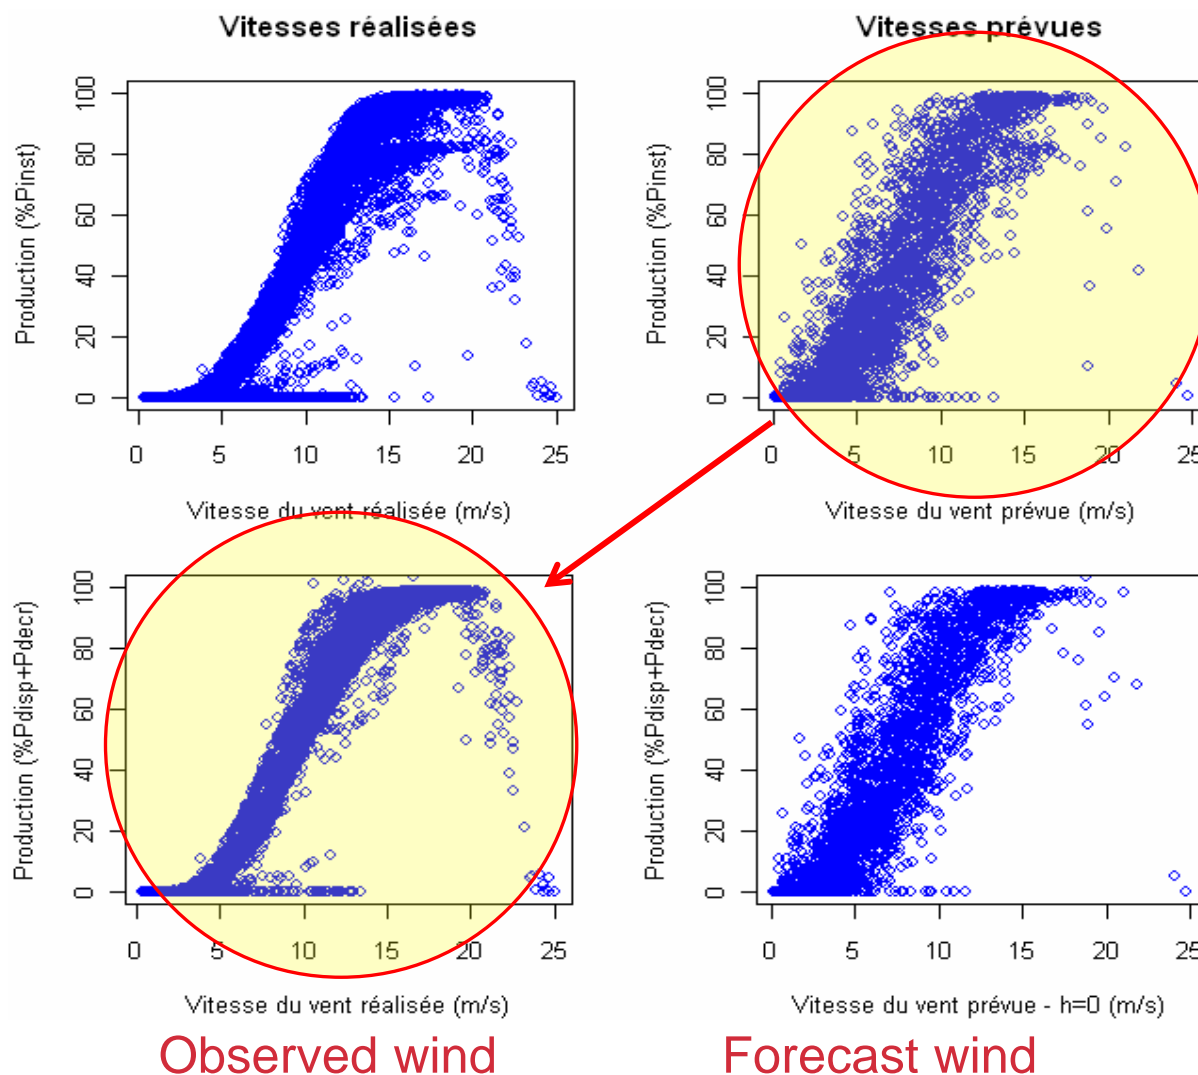 Vitesses réalisées
Vitesses prévues
Production (%Pinst)
100
80
60
40
20
0
0 5 10 15 20 25
Vitesse du vent réalisée (m/s)
Production (%Pinst)
100
80
60
40
20
0
0 5 10 15 20 25
Vitesse du vent prévue (m/s)
Production (%Pdisp+Pdecr)
100
80
60
40
20
0
0 5 10 15 20 25
Vitesse du vent réalisée (m/s)
Production (%Pdisp+Pdecr)
100
80
60
40
20
0
0 5 10 15 20 25
Vitesse du vent prévue - h=0 (m/s)
Observed wind
Forecast wind